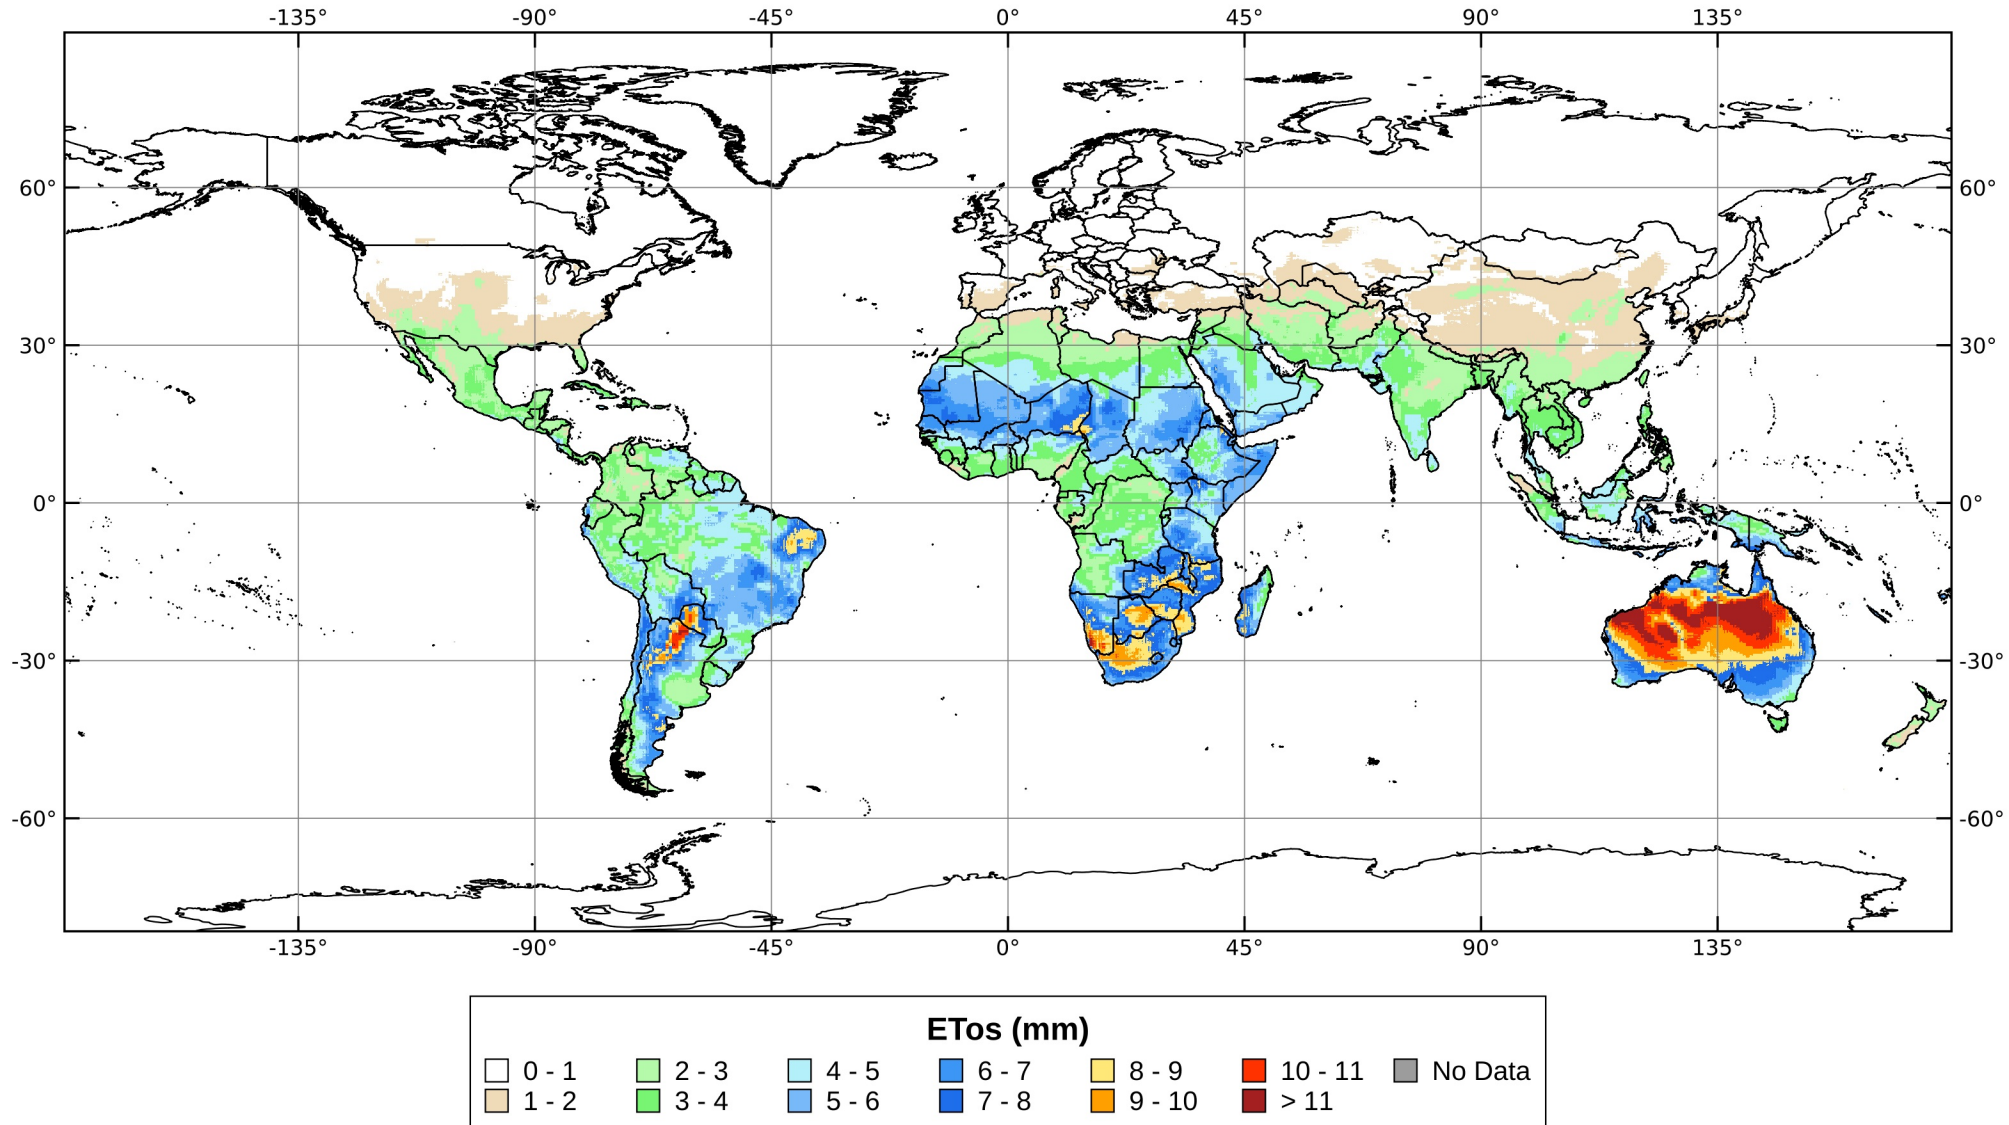 -135° -90° -45° 0° 45° 90° 135°
60° 60°
30° 30°
0° 0°
-30° -30°
-60° -60°
-135° -90° -45° 0° 45° 90° 135°
ETos (mm)
0 - 1 2 - 3 4 - 5 6 - 7 8 - 9 10 - 11 No Data
1 - 2 3 - 4 5 - 6 7 - 8 9 - 10 > 11